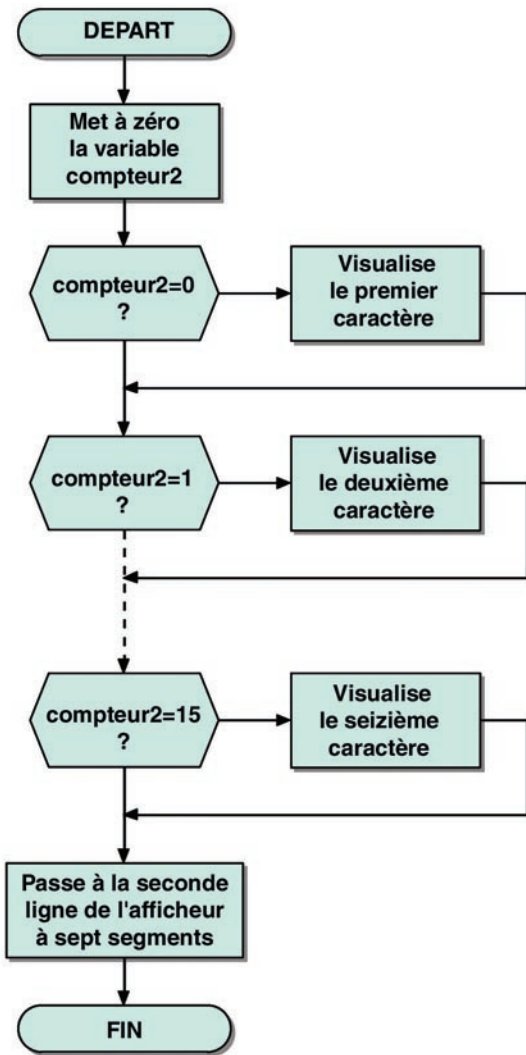 DEPART
Met à zéro
la variable
compteur2
compteur2=0
?
Visualise
le premier
caractère
compteur2=1
?
Visualise
le deuxième
caractère
compteur2=15
?
Visualise
le seizième
caractère
Passe à la seconde
ligne de l'afficheur
à sept segments
FIN